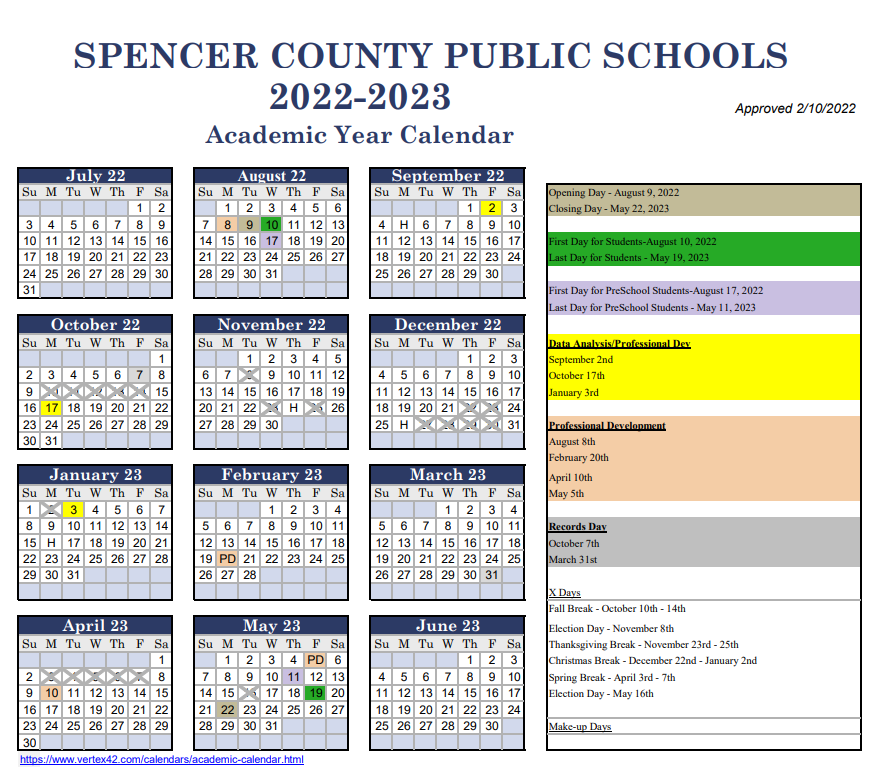 SPENCER COUNTY PUBLIC SCHOOLS
2022-2023
Approved 2/10/2022
Academic Year Calendar
July 22
Su M Tu W Th F Sa
1 2
3 4 5 6 7 8 9
10 11 12 13 14 15 16
17 18 19 20 21 22 23
24 25 26 27 28 29 30
31
August 22
Su M Tu W Th F Sa
1 2 3 4 5 6
7 8 9 10 11 12 13
14 15 16 17 18 19 20
21 22 23 24 25 26 27
28 29 30 31
September 22
Su M Tu W Th F Sa
1 2 3
4 H 6 7 8 9 10
11 12 13 14 15 16 17
18 19 20 21 22 23 24
25 26 27 28 29 30
October 22
Su M Tu W Th F Sa
1
2 3 4 5 6 7 8
9 15
16 17 18 19 20 21 22
23 24 25 26 27 28 29
30 31
November 22
Su M Tu W Th F Sa
1 2 3 4 5
6 7 9 10 11 12
13 14 15 16 17 18 19
20 21 22 H 26
27 28 29 30
December 22
Su M Tu W Th F Sa
1 2 3
4 5 6 7 8 9 10
11 12 13 14 15 16 17
18 19 20 21 24
25 H 31
January 23
Su M Tu W Th F Sa
1 3 4 5 6 7
8 9 10 11 12 13 14
15 H 17 18 19 20 21
22 23 24 25 26 27 28
29 30 31
February 23
Su M Tu W Th F Sa
1 2 3 4
5 6 7 8 9 10 11
12 13 14 15 16 17 18
19 PD 21 22 23 24 25
26 27 28
March 23
Su M Tu W Th F Sa
1 2 3 4
5 6 7 8 9 10 11
12 13 14 15 16 17 18
19 20 21 22 23 24 25
26 27 28 29 30 31
April 23
Su M Tu W Th F Sa
1
2 8
9 10 11 12 13 14 15
16 17 18 19 20 21 22
23 24 25 26 27 28 29
30
May 23
Su M Tu W Th F Sa
1 2 3 4 PD 6
7 8 9 10 11 12 13
14 15 17 18 19 20
21 22 23 24 25 26 27
28 29 30 31
June 23
Su M Tu W Th F Sa
1 2 3
4 5 6 7 8 9 10
11 12 13 14 15 16 17
18 19 20 21 22 23 24
25 26 27 28 29 30
Opening Day - August 9, 2022
Closing Day - May 22, 2023
First Day for Students-August 10, 2022
Last Day for Students - May 19, 2023
First Day for PreSchool Students-August 17, 2022
Last Day for PreSchool Students - May 11, 2023
Data Analysis/Professional Dev
September 2nd
October 17th
January 3rd
Professional Development
August 8th
February 20th
April 10th
May 5th
Records Day
October 7th
March 31st
X Days
Fall Break - October 10th - 14th
Election Day - November 8th
Thanksgiving Break - November 23rd - 25th
Christmas Break - December 22nd - January 2nd
Spring Break - April 3rd - 7th
Election Day - May 16th
Make-up Days
https://www.vertex42.com/calendars/academic-calendar.html